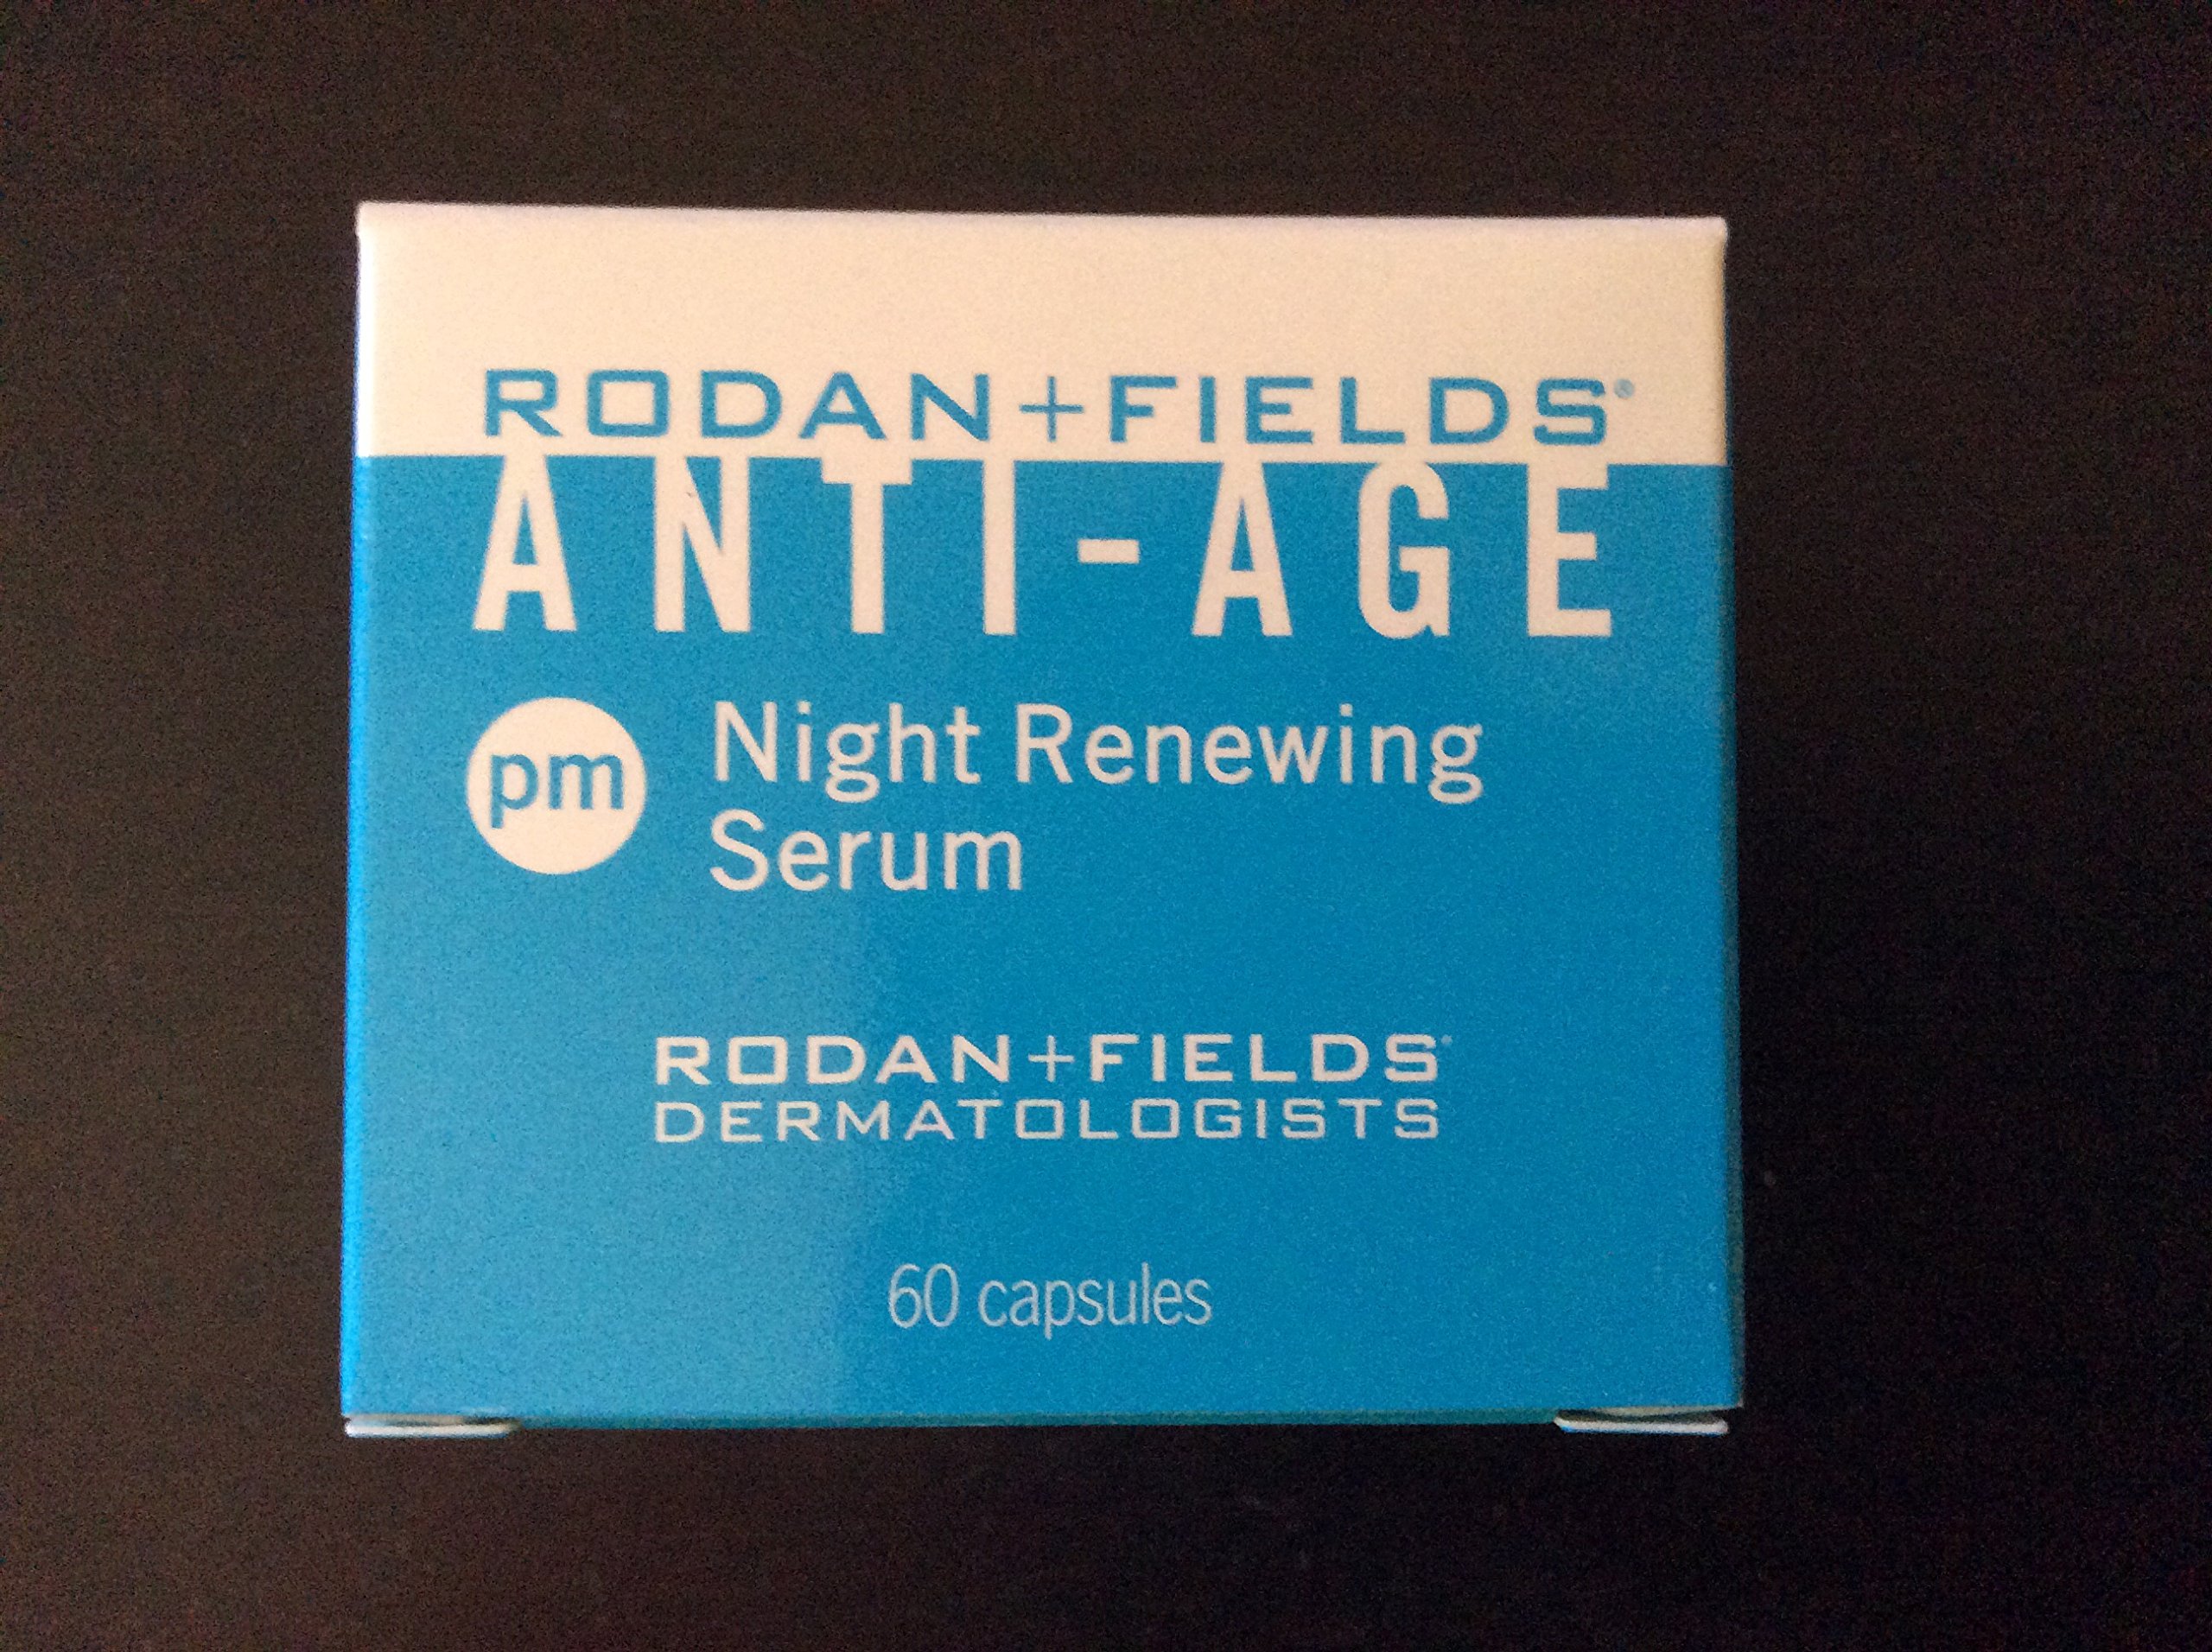 RODAN+FIELDS®
ANTI-AGE
pm
Night Renewing
Serum
RODAN+FIELDS®
DERMATOLOGISTS
60 capsules